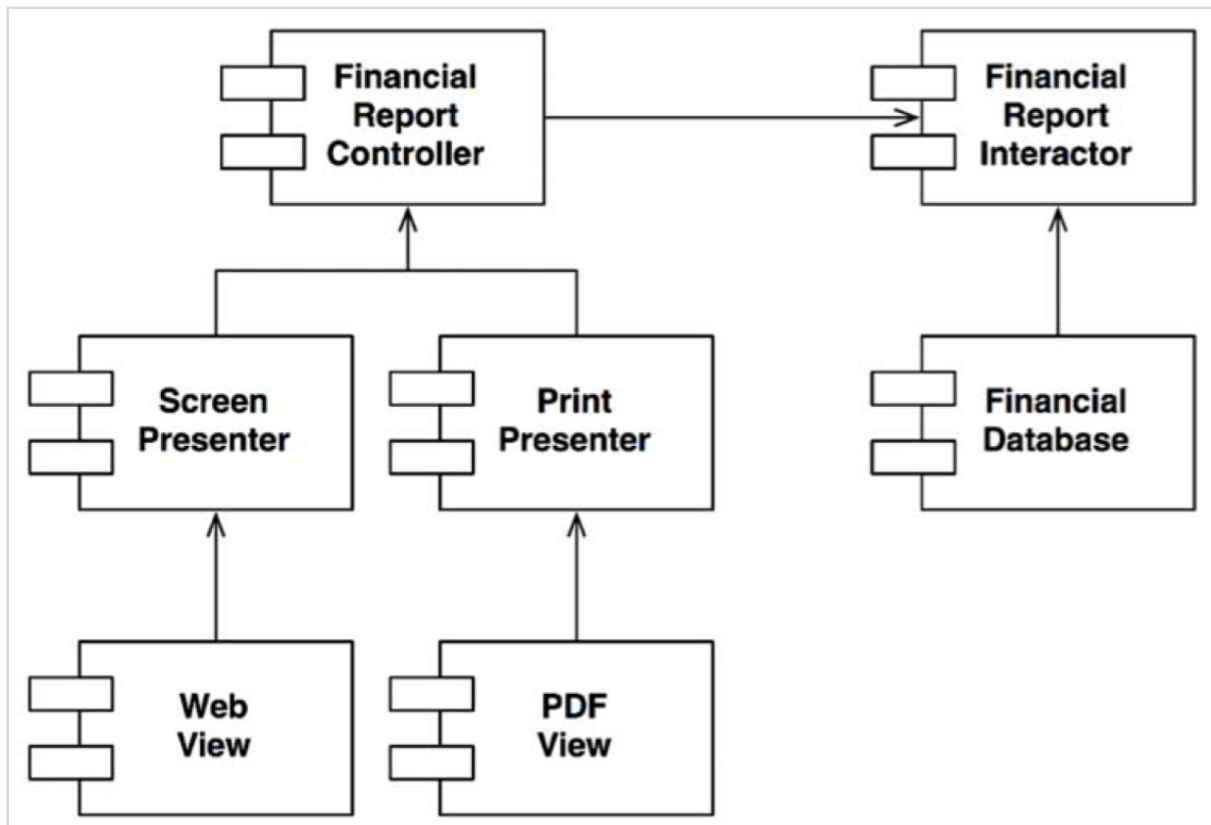 Financial
Report
Controller
Financial
Report
Interactor
Screen
Presenter
Print
Presenter
Financial
Database
Web
View
PDF
View